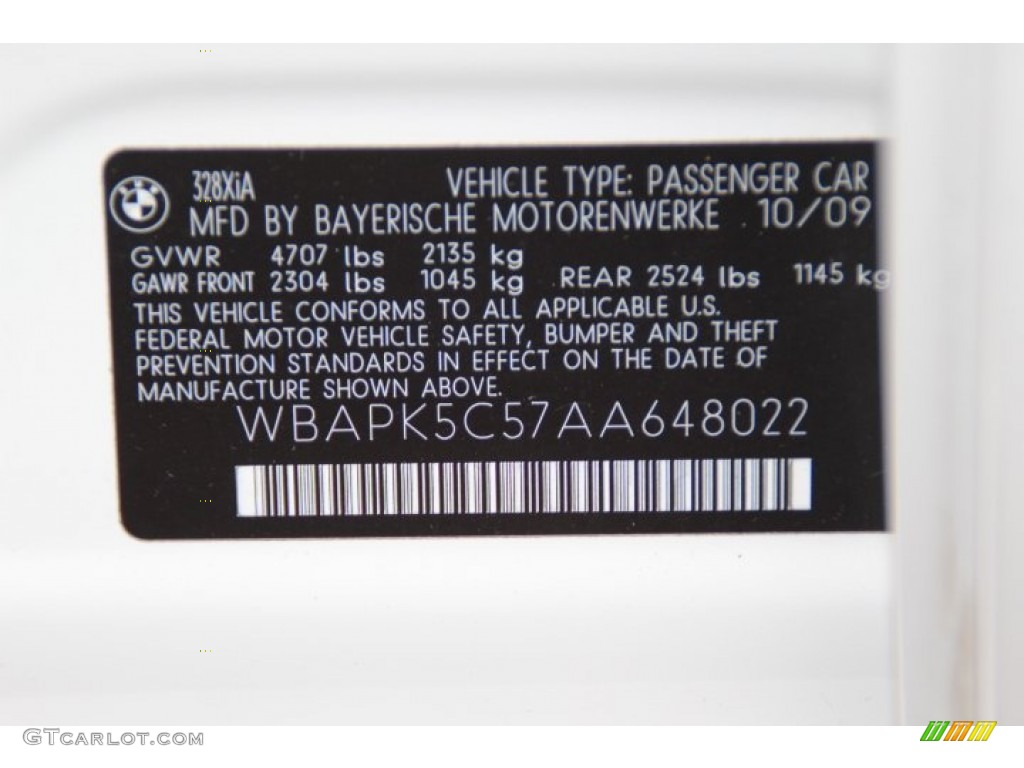 328XiA VEHICLE TYPE: PASSENGER CAR
MFD BY BAYERISCHE MOTORENWERKE 10/09
GVWR 4707 lbs 2135 kg
GAWR FRONT 2304 lbs 1045 kg REAR 2524 lbs 1145 kg
THIS VEHICLE CONFORMS TO ALL APPLICABLE U.S.
FEDERAL MOTOR VEHICLE SAFETY, BUMPER AND THEFT
PREVENTION STANDARDS IN EFFECT ON THE DATE OF
MANUFACTURE SHOWN ABOVE.
WBAPK5C57AA648022
GTCARLOT.COM